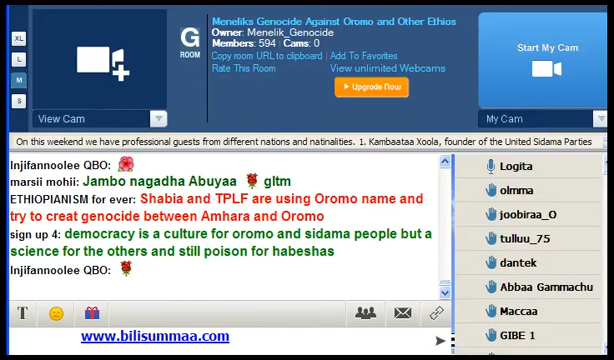 XL
L
M
S
View Cam
G
ROOM
Meneliks Genocide Against Oromo and Other Ethios
Owner: Menelik_Genocide
Members: 594 | Cams: 0
Copy room URL to clipboard | Add To Favorites
Rate This Room
View unlimited Webcams
Upgrade Now
Start My Cam
My Cam
On this weekend we have professional guests from different nations and natinalities. 1. Kambaataa Xoola, founder of the United Sidama Parties
Injifannoolee QBO:
marsii mohii: Jambo nagadha Abuyaa gltm
ETHIOPIANISM for ever: Shabia and TPLF are using Oromo name and
try to creat genocide between Amhara and Oromo
sign up 4: democracy is a culture for oromo and sidama people but a
science for the others and still poison for habeshas
Injifannoolee QBO:
Logita
olmma
joobiraa_O
tulluu_75
dantek
Abbaa Gammachu
Maccaa
GIBE 1
T
www.bilisummaa.com